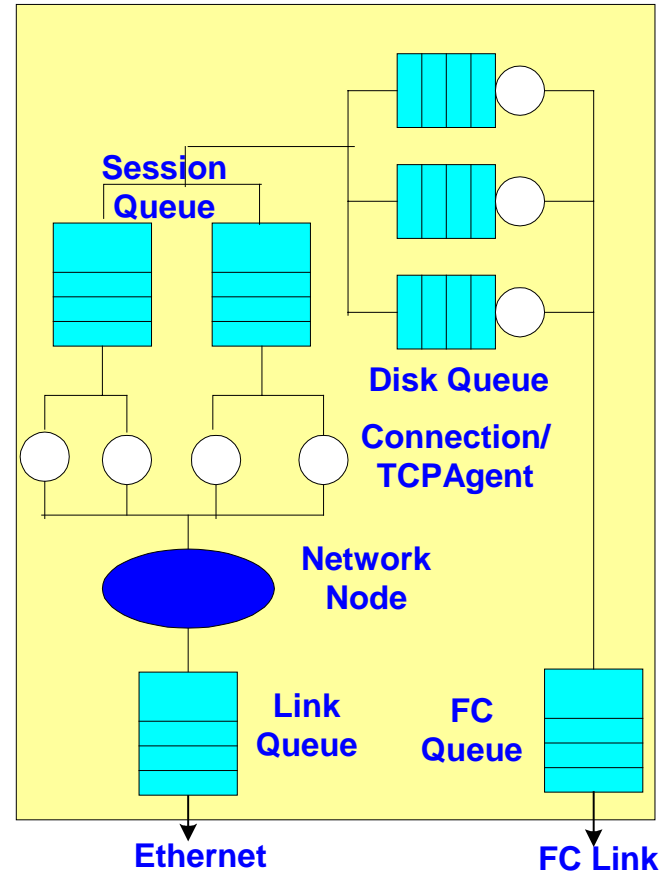 Session
Queue
Disk Queue
Connection/
TCPAgent
Network
Node
Link
Queue
FC
Queue
Ethernet
FC Link